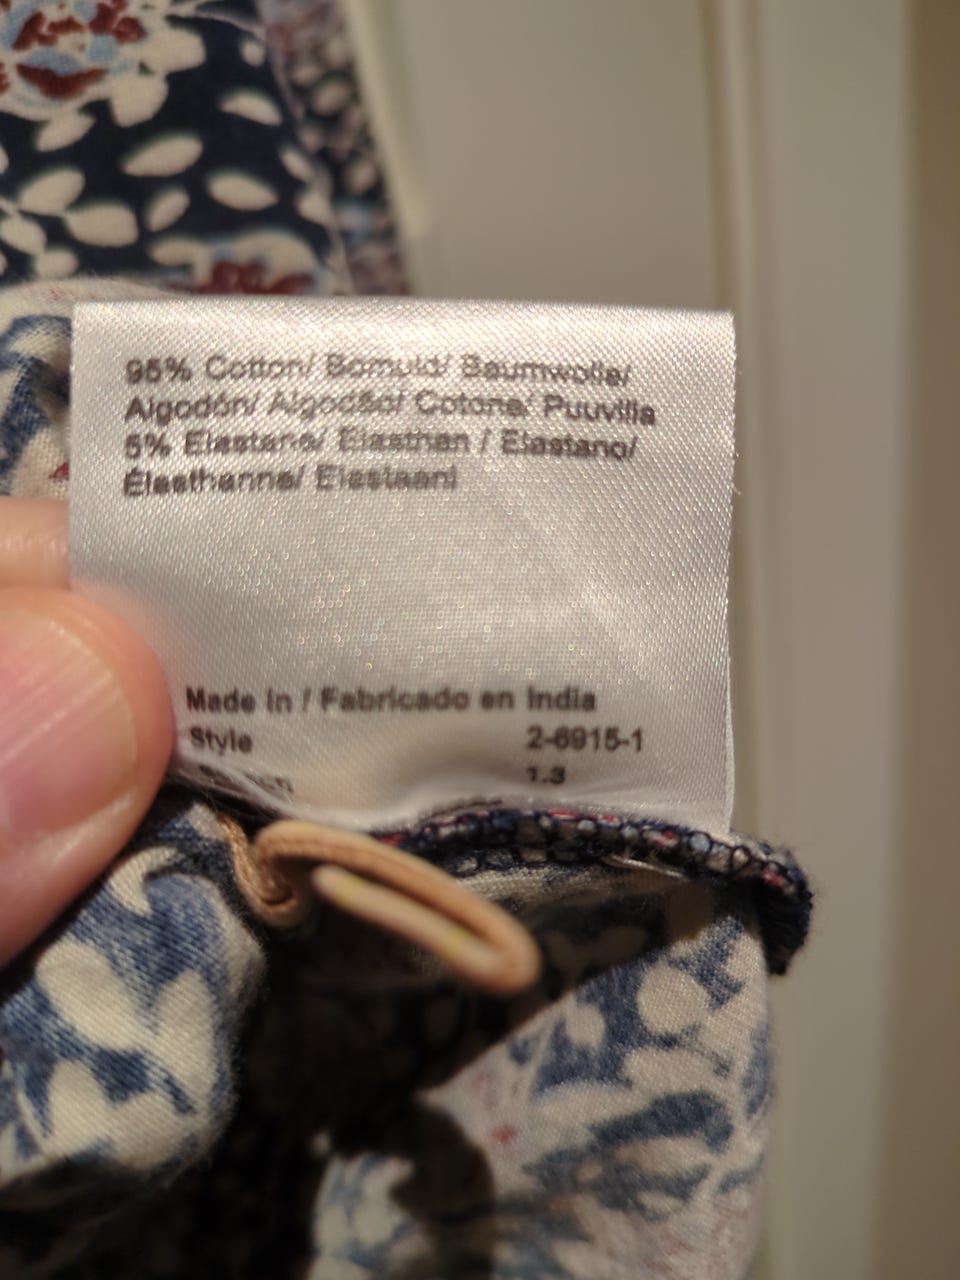 95% Cotton/ Bomuld/ Baumwolle/
Algodón/ Algodão/ Cotone/ Puuvilla
5% Elastane/ Elasthan / Elastano/
Élasthanne/ Elastaani
Made in / Fabricado en India
Style 2-6915-1
1.3